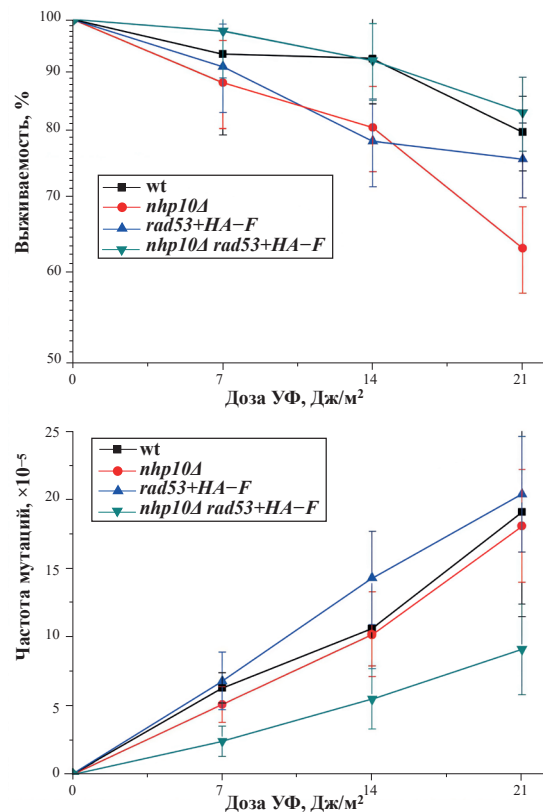 100
90
80
70
60
50
Выживаемость, %
wt
nhp10Δ
rad53+HA−F
nhp10Δ rad53+HA−F
0
7
14
21
Доза УФ, Дж/м²
25
20
15
10
5
0
Частота мутаций, ×10⁻⁵
wt
nhp10Δ
rad53+HA−F
nhp10Δ rad53+HA−F
0
7
14
21
Доза УФ, Дж/м²